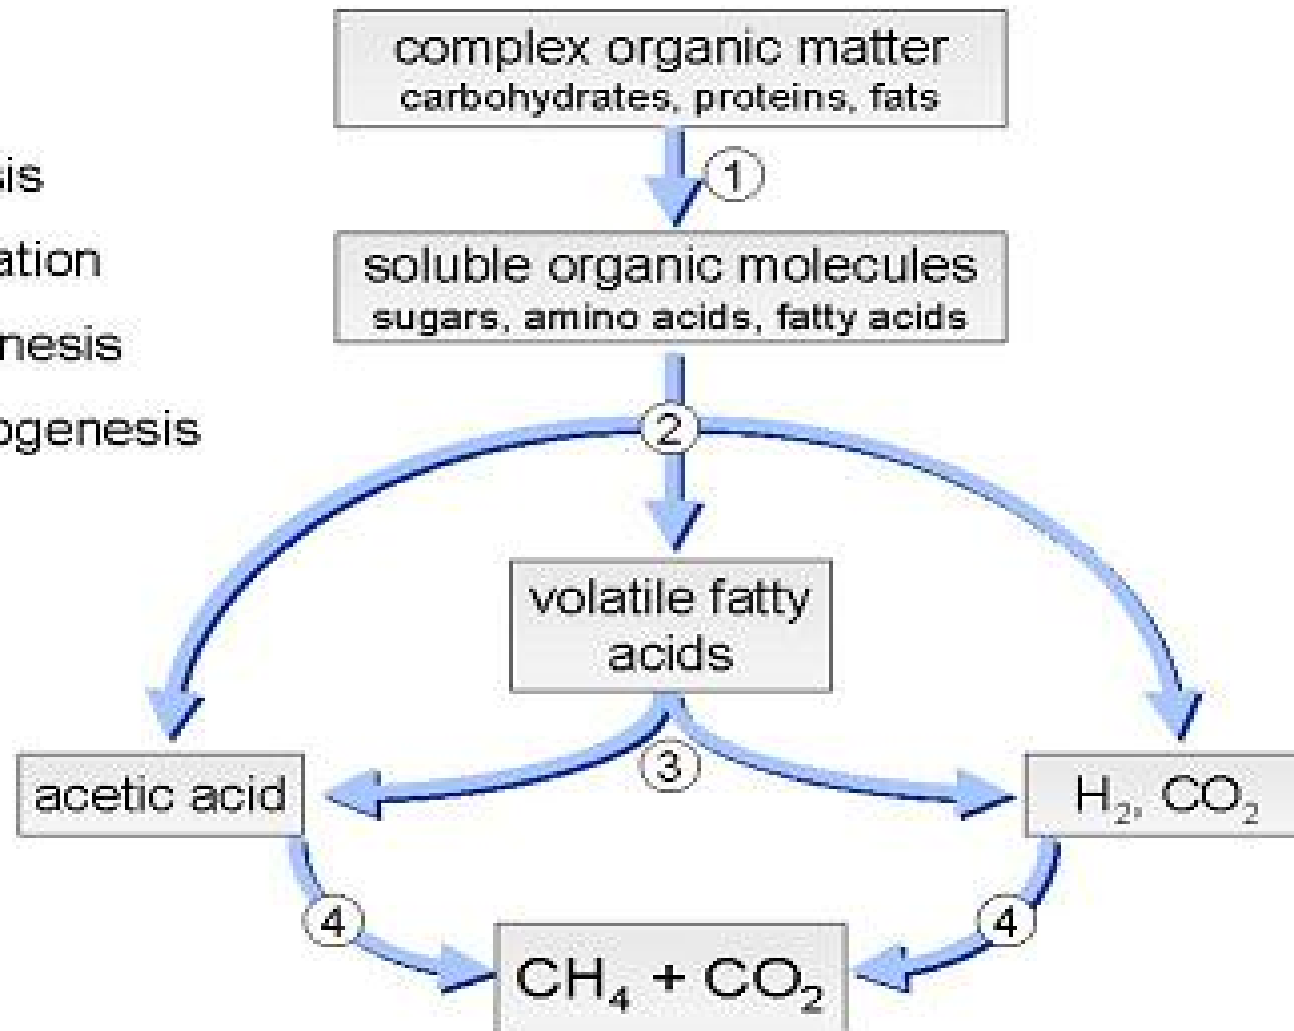 complex organic matter
carbohydrates, proteins, fats
1
sis
ation
nesis
ogenesis
soluble organic molecules
sugars, amino acids, fatty acids
2
volatile fatty
acids
3
acetic acid
H₂, CO₂
4
4
CH₄ + CO₂